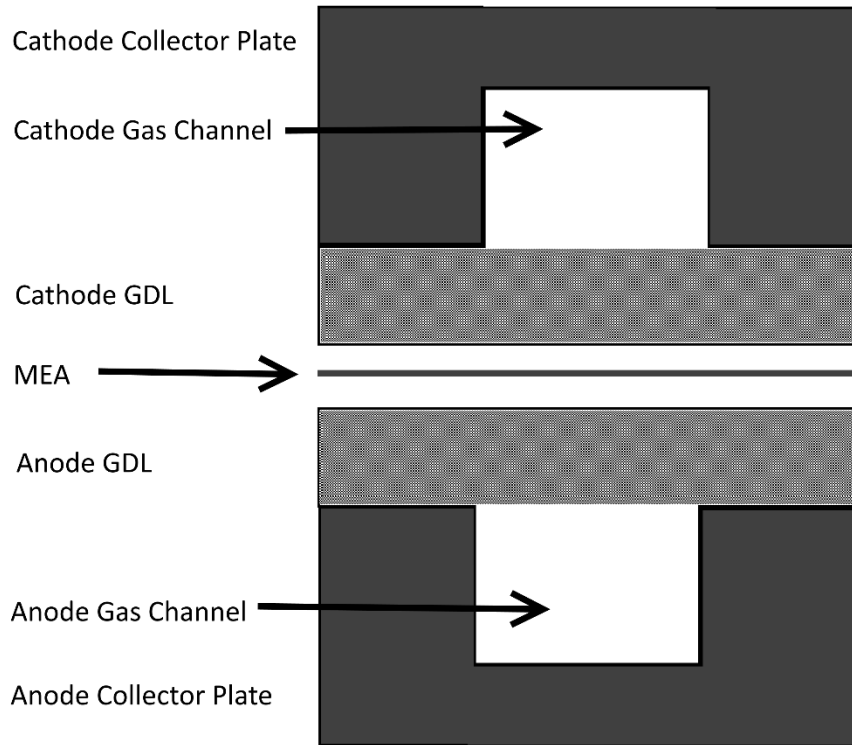 Cathode Collector Plate
Cathode Gas Channel
Cathode GDL
MEA
Anode GDL
Anode Gas Channel
Anode Collector Plate